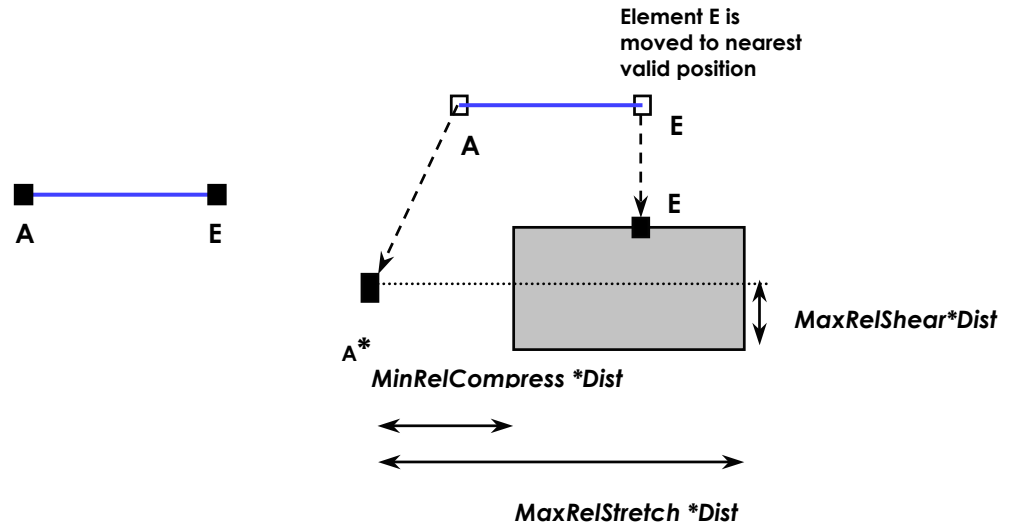 Element E is
moved to nearest
valid position
A
E
A
E
E
A*
MaxRelShear*Dist
MinRelCompress *Dist
MaxRelStretch *Dist